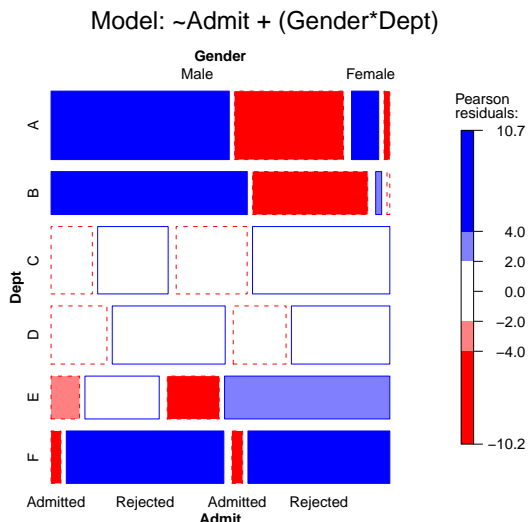 Model: ~Admit + (Gender*Dept)
Gender
Male Female
Pearson
residuals:
A
B
C
D
E
F
Dept
10.7
4.0
2.0
0.0
−2.0
−4.0
−10.2
Admitted Rejected Admitted Rejected
Admit